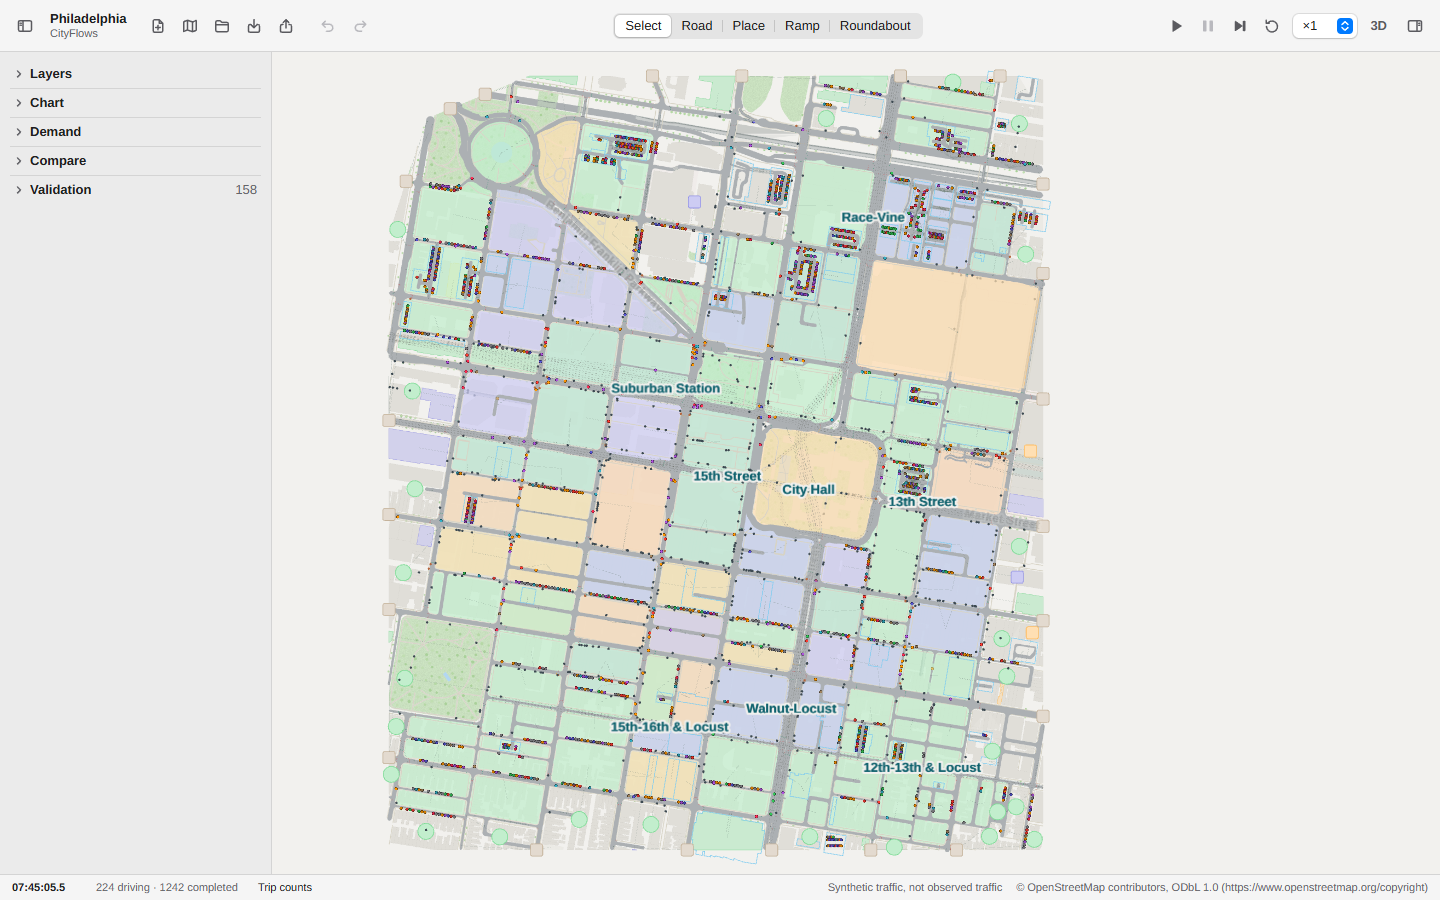 Philadelphia
CityFlows
Select
Road
Place
Ramp
Roundabout
×1
3D
Layers
Chart
Demand
Compare
Validation 158
Race-Vine
Suburban Station
15th Street
City Hall
13th Street
Walnut-Locust
15th-16th & Locust
12th-13th & Locust
07:45:05.5
224 driving · 1242 completed
Trip counts
Synthetic traffic, not observed traffic
© OpenStreetMap contributors, ODbL 1.0 (https://www.openstreetmap.org/copyright)